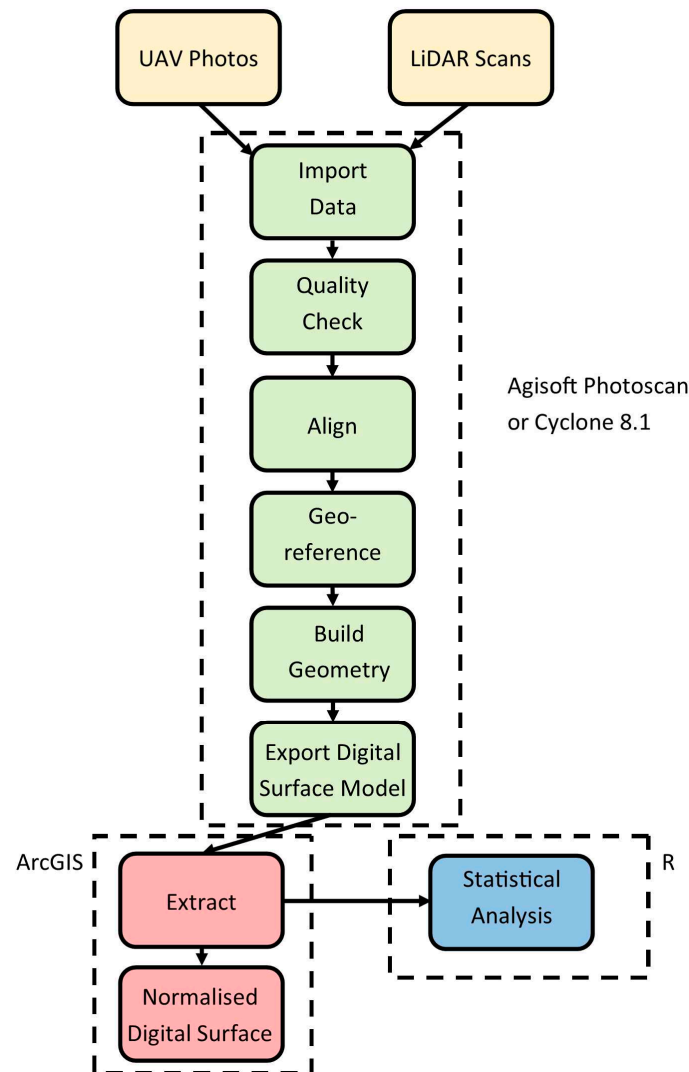 UAV Photos
LiDAR Scans
Import
Data
Quality
Check
Align
Agisoft Photoscan
or Cyclone 8.1
Geo-
reference
Build
Geometry
Export Digital
Surface Model
ArcGIS
Extract
Statistical
Analysis
R
Normalised
Digital Surface